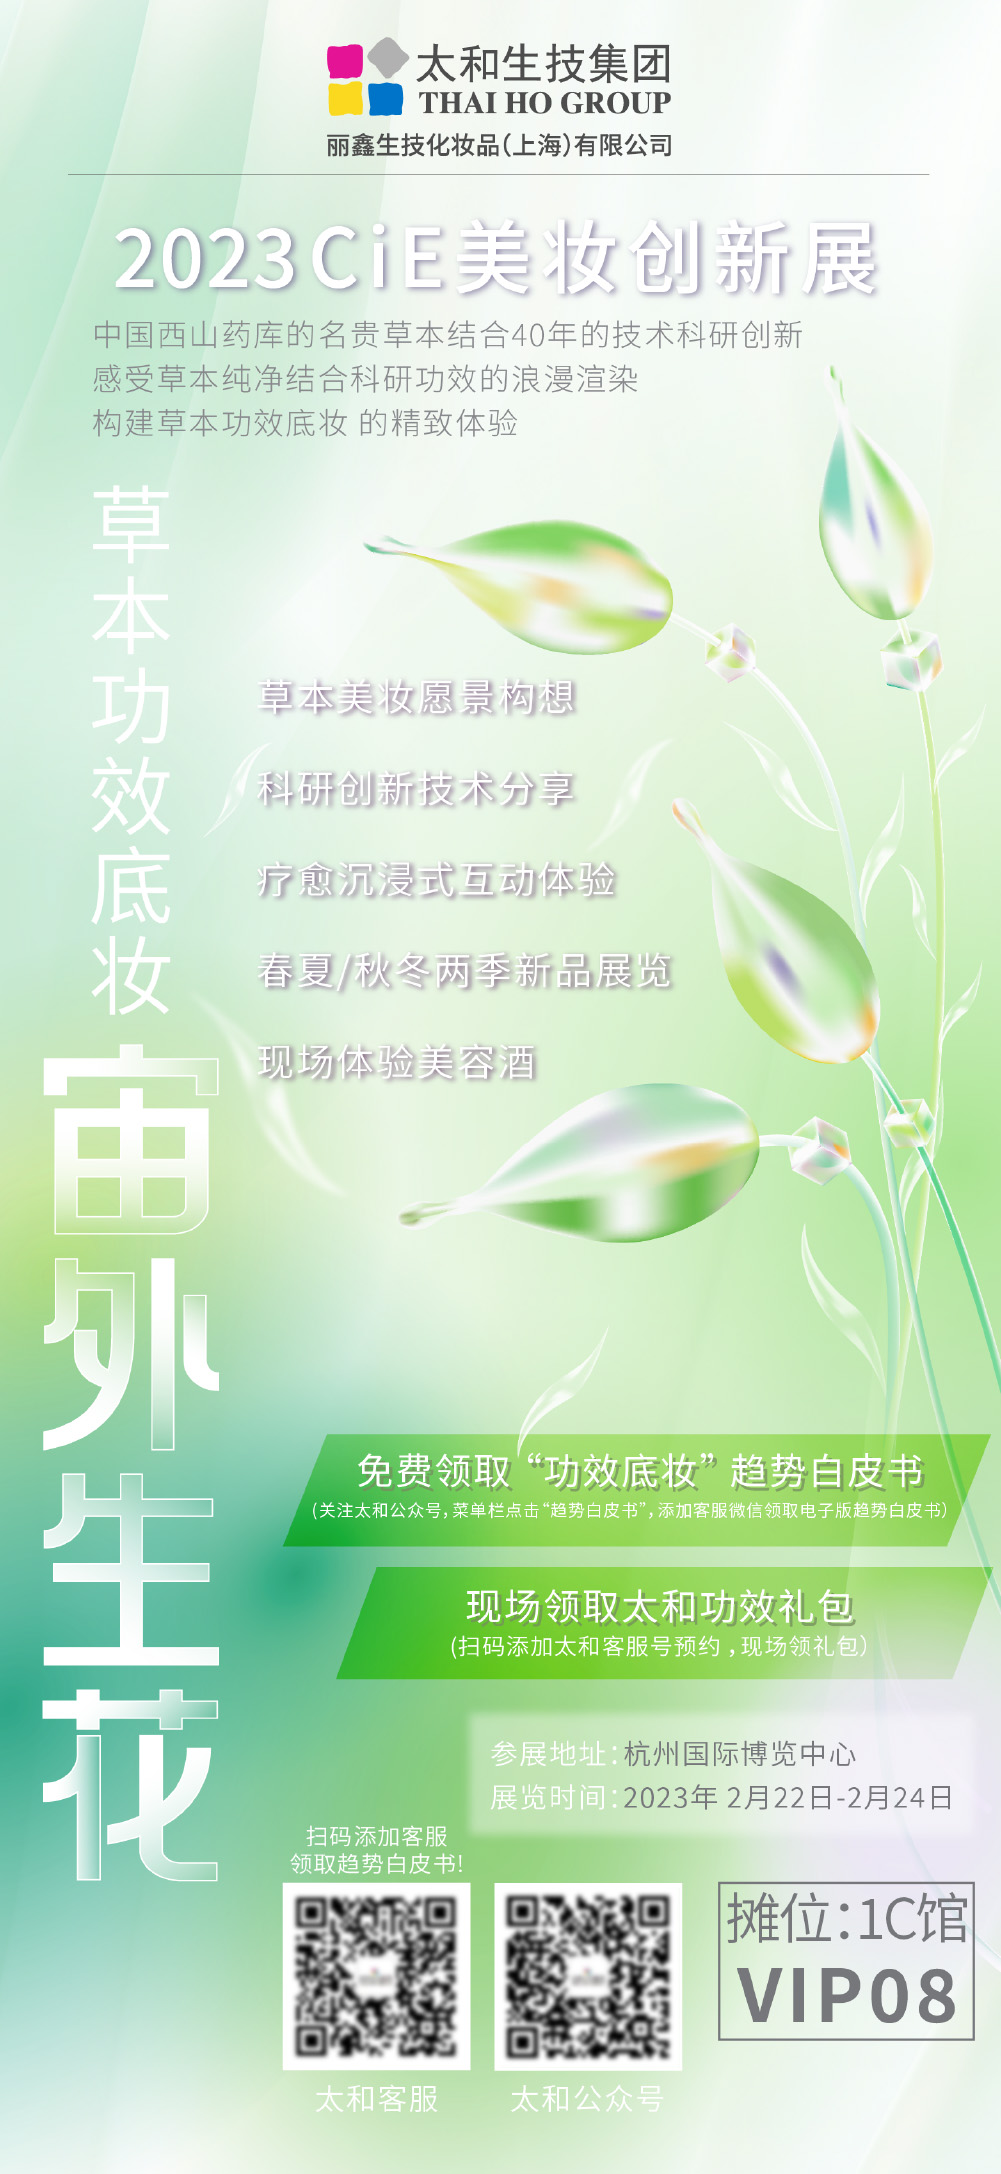 太和生技集团
THAI HO GROUP
丽鑫生技化妆品(上海)有限公司
2023CiE美妆创新展
中国西山药库的名贵草本结合40年的技术科研创新
感受草本纯净结合科研功效的浪漫渲染
构建草本功效底妆 的精致体验
草本功效底妆
宙外生花
草本美妆愿景构想
科研创新技术分享
疗愈沉浸式互动体验
春夏/秋冬两季新品展览
现场体验美容酒
免费领取“功效底妆”趋势白皮书
(关注太和公众号,菜单栏点击“趋势白皮书”,添加客服微信领取电子版趋势白皮书)
现场领取太和功效礼包
(扫码添加太和客服号预约,现场领礼包)
参展地址:杭州国际博览中心
展览时间:2023年 2月22日-2月24日
扫码添加客服
领取趋势白皮书!
太和客服
太和公众号
摊位:1C馆
VIP08